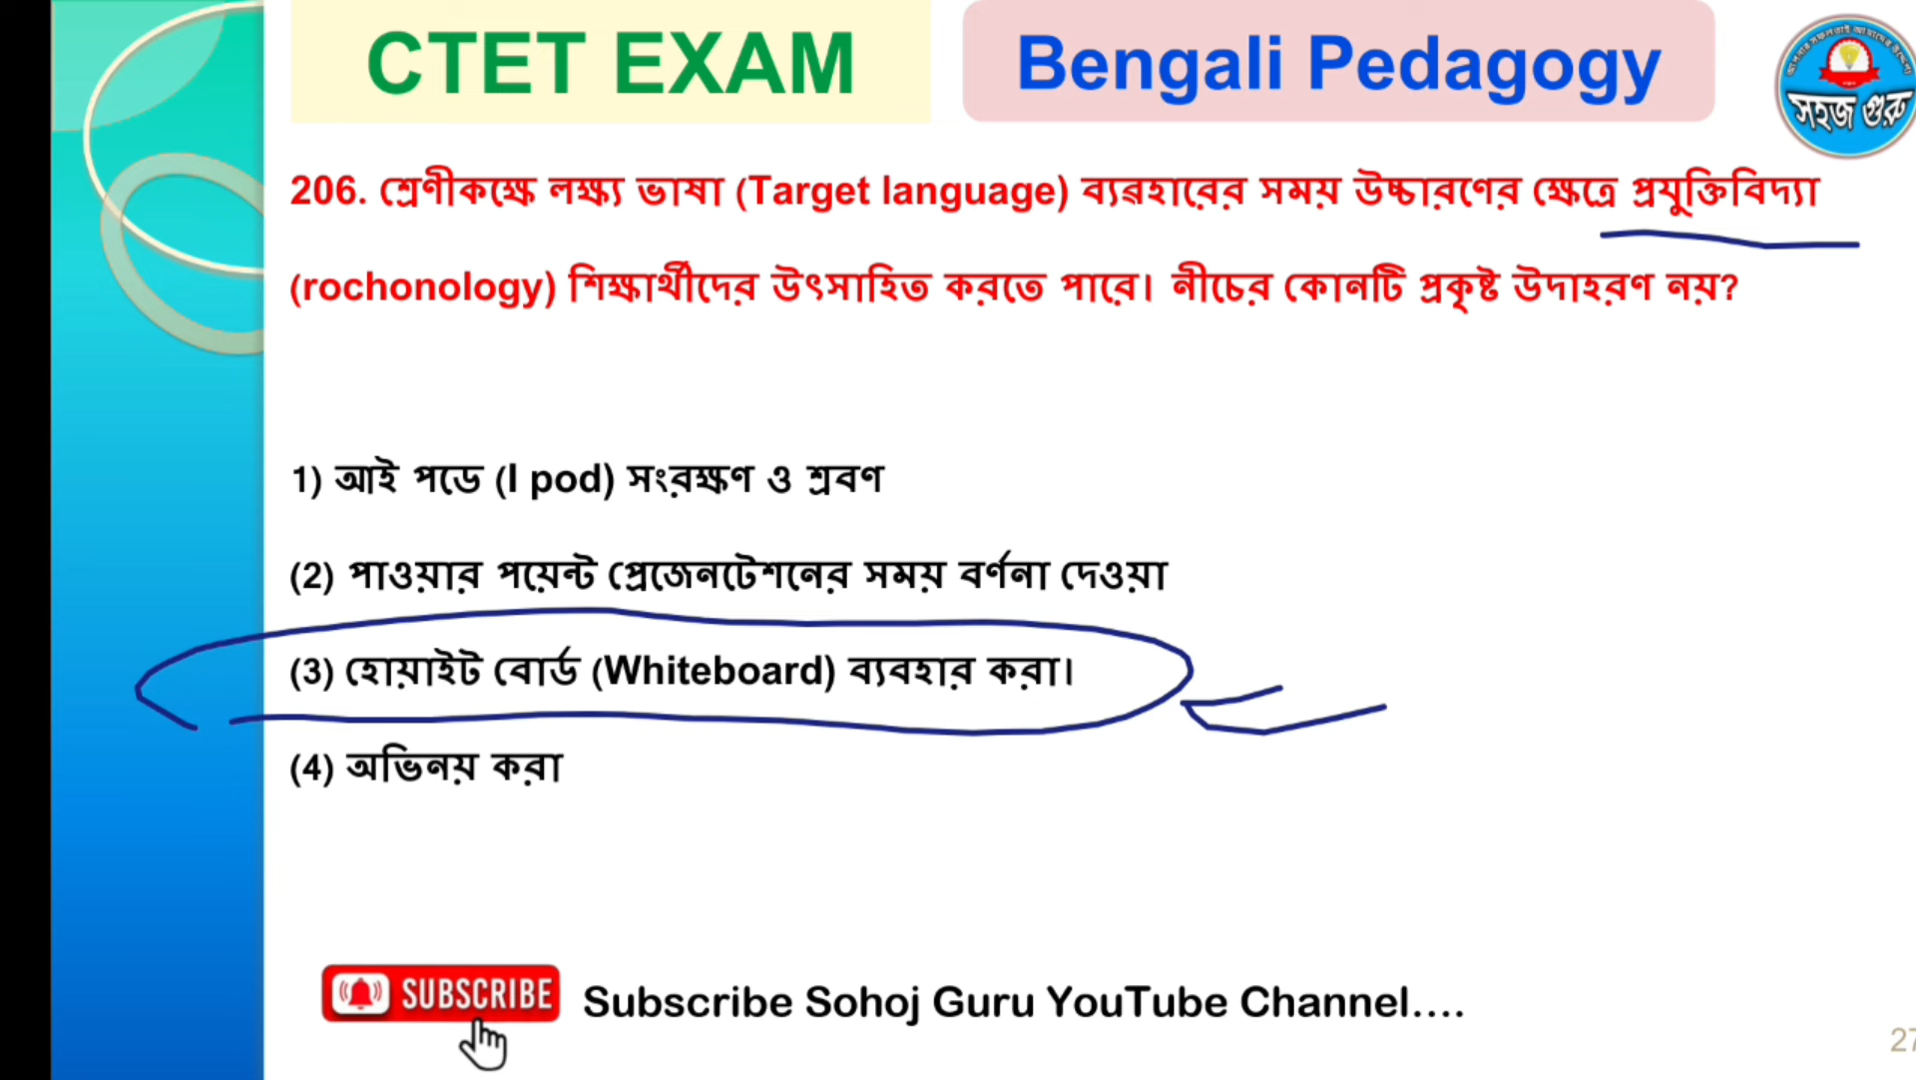 CTET EXAM
Bengali Pedagogy
সহজ গুরু
206. শ্রেণীকক্ষে লক্ষ্য ভাষা (Target language) ব্যৱহারের সময় উচ্চারণের ক্ষেত্রে প্রযুক্তিবিদ্যা
(rochonology) শিক্ষার্থীদের উৎসাহিত করতে পারে। নীচের কোনটি প্রকৃষ্ট উদাহরণ নয়?
1) আই পডে (I pod) সংরক্ষণ ও শ্রবণ
(2) পাওয়ার পয়েন্ট প্রেজেনটেশনের সময় বর্ণনা দেওয়া
(3) হোয়াইট বোর্ড (Whiteboard) ব্যবহার করা।
(4) অভিনয় করা
SUBSCRIBE
Subscribe Sohoj Guru YouTube Channel....
27